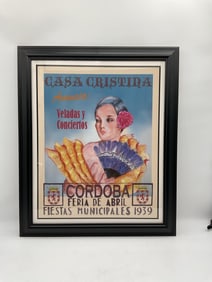 CASA CRISTINA
Veladas y
Conciertos
CORDOBA
FERIA DE ABRIL
FIESTAS MUNICIPALES 1939